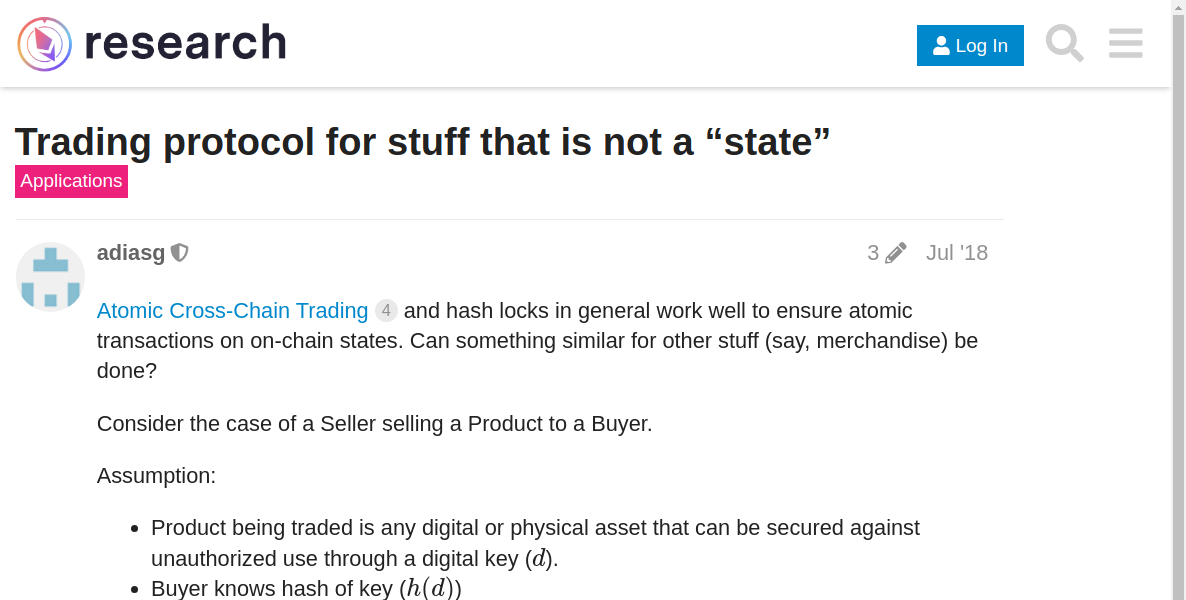 research
Log In
Trading protocol for stuff that is not a “state”
Applications
adiasg
3
Jul '18
Atomic Cross-Chain Trading 4 and hash locks in general work well to ensure atomic
transactions on on-chain states. Can something similar for other stuff (say, merchandise) be
done?
Consider the case of a Seller selling a Product to a Buyer.
Assumption:
• Product being traded is any digital or physical asset that can be secured against
unauthorized use through a digital key (d).
• Buyer knows hash of key (h(d))